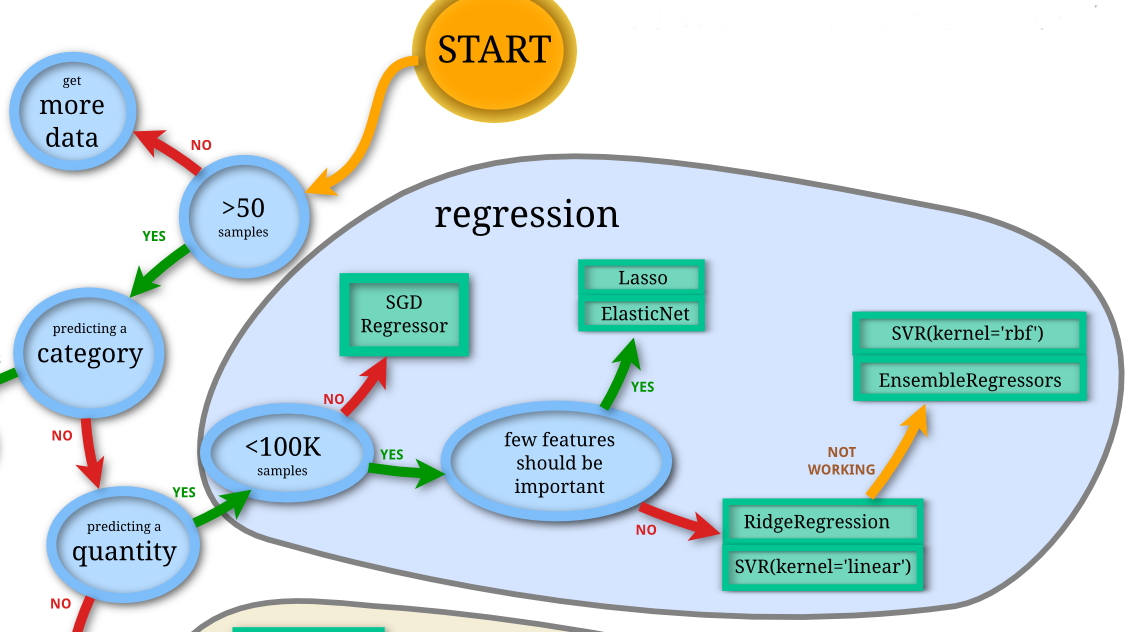 START
get
more
data
NO
>50
samples
YES
regression
predicting a
category
SGD
Regressor
Lasso
ElasticNet
SVR(kernel='rbf')
EnsembleRegressors
NO
YES
NO
<100K
samples
YES
few features
should be
important
NOT
WORKING
YES
predicting a
quantity
NO
RidgeRegression
SVR(kernel='linear')
NO